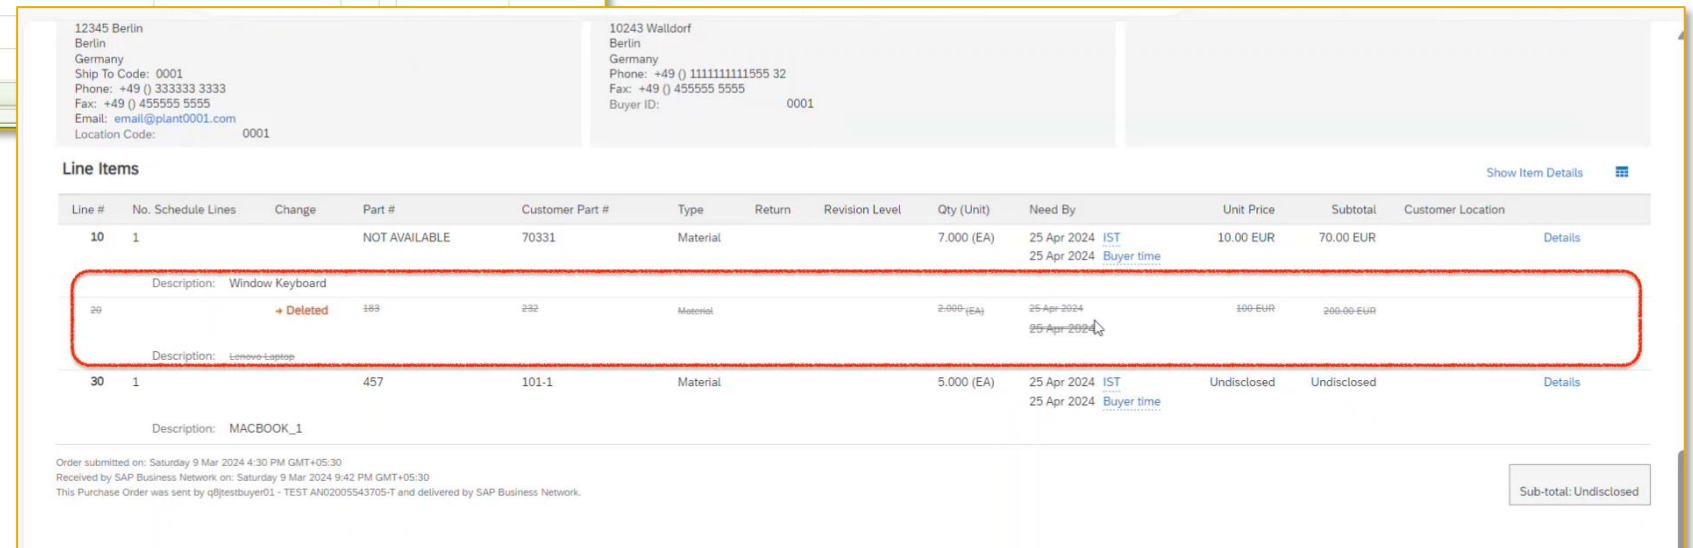 12345 Berlin
Berlin
Germany
Ship To Code: 0001
Phone: +49 () 333333 3333
Fax: +49 () 455555 5555
Email: email@plant0001.com
Location Code: 0001
10243 Walldorf
Berlin
Germany
Phone: +49 () 1111111111555 32
Fax: +49 () 455555 5555
Buyer ID: 0001
Line Items
Show Item Details
Line # No. Schedule Lines Change Part # Customer Part # Type Return Revision Level Qty (Unit) Need By Unit Price Subtotal Customer Location
10 1 NOT AVAILABLE 70331 Material 7.000 (EA) 25 Apr 2024 IST 10.00 EUR 70.00 EUR Details
25 Apr 2024 Buyer time
Description: Window Keyboard
20 → Deleted 183 232 Material 2.000 (EA) 25 Apr 2024 100 EUR 200.00 EUR
25 Apr 2024
Description: Lenovo Laptop
30 1 457 101-1 Material 5.000 (EA) 25 Apr 2024 IST Undisclosed Undisclosed Details
25 Apr 2024 Buyer time
Description: MACBOOK_1
Order submitted on: Saturday 9 Mar 2024 4:30 PM GMT+05:30
Received by SAP Business Network on: Saturday 9 Mar 2024 9:42 PM GMT+05:30
This Purchase Order was sent by q8jtestbuyer01 - TEST AN02005543705-T and delivered by SAP Business Network.
Sub-total: Undisclosed